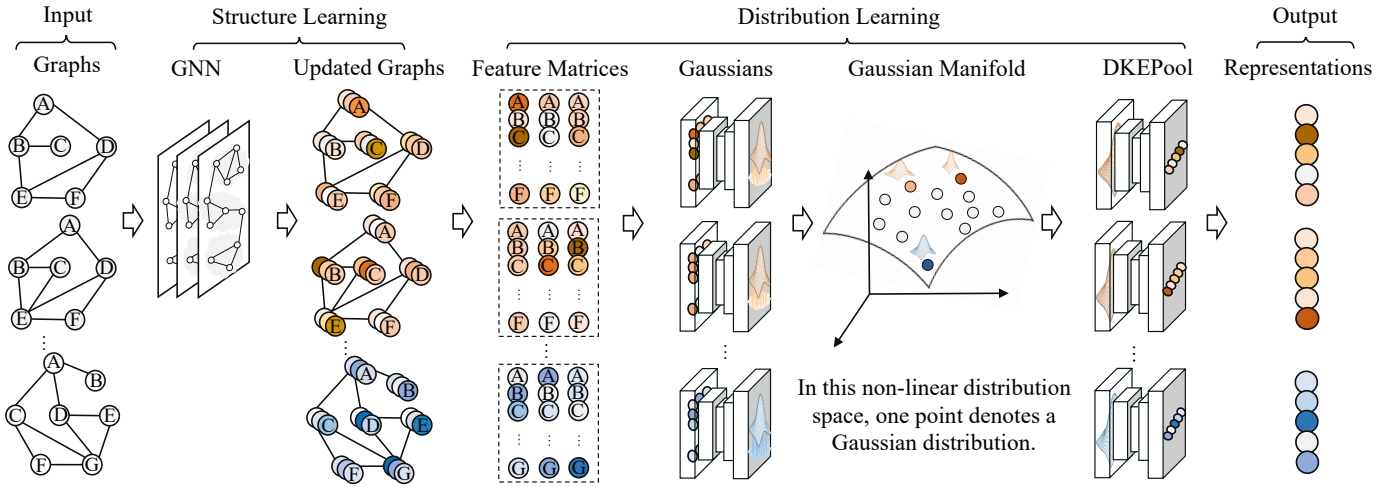 Input
Structure Learning
Distribution Learning
Output
Graphs
GNN
Updated Graphs
Feature Matrices
Gaussians
Gaussian Manifold
DKEPool
Representations
A
B C D
E F
A
B C D
E F
A
B
C D E
F G
A
B C D
E F
A
B C D
E F
A
B
C D E
F G
A A A
B B B
C C C
F F F
A A A
B B B
C C C
F F F
A A A
B B B
C C C
G G G
In this non-linear distribution
space, one point denotes a
Gaussian distribution.